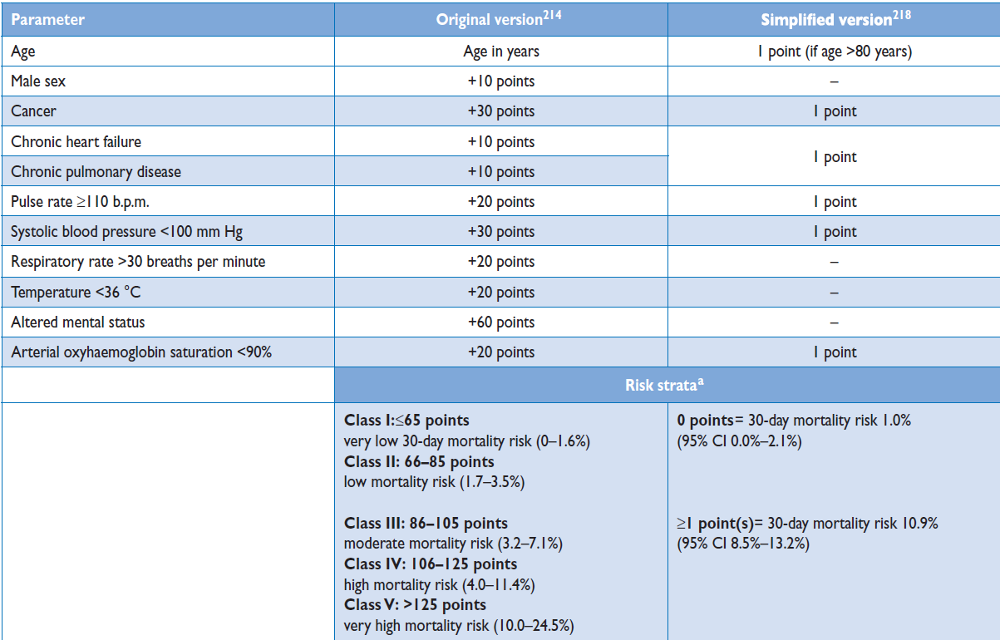 Parameter Original version214 Simplified version218
Age Age in years 1 point (if age >80 years)
Male sex +10 points –
Cancer +30 points 1 point
Chronic heart failure +10 points
1 point
Chronic pulmonary disease +10 points
Pulse rate ≥110 b.p.m. +20 points 1 point
Systolic blood pressure <100 mm Hg +30 points 1 point
Respiratory rate >30 breaths per minute +20 points –
Temperature <36 °C +20 points –
Altered mental status +60 points –
Arterial oxyhaemoglobin saturation <90% +20 points 1 point
Risk strataa
Class I:≤65 points
very low 30-day mortality risk (0–1.6%)
Class II: 66–85 points
low mortality risk (1.7–3.5%)
Class III: 86–105 points
moderate mortality risk (3.2–7.1%)
Class IV: 106–125 points
high mortality risk (4.0–11.4%)
Class V: >125 points
very high mortality risk (10.0–24.5%)
0 points= 30-day mortality risk 1.0%
(95% CI 0.0%–2.1%)
≥1 point(s)= 30-day mortality risk 10.9%
(95% CI 8.5%–13.2%)